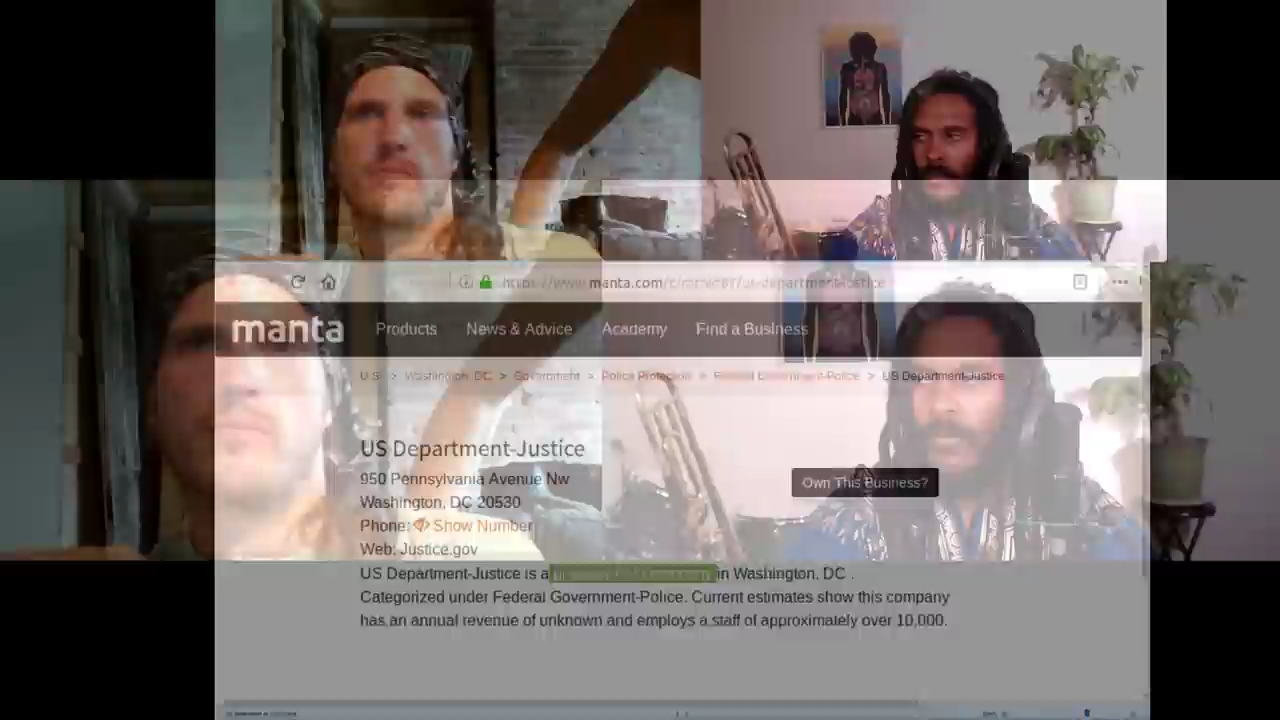 https://www.manta.com/c/
manta Products News & Advice Academy Find a Business
U.S. > Washington, DC > Government > Police Protection > Federal Government-Police > US Department-Justice
US Department-Justice
950 Pennsylvania Avenue Nw
Washington, DC 20530
Own This Business?
Phone: Show Number
Web: Justice.gov
US Department-Justice is a in Washington, DC .
Categorized under Federal Government-Police. Current estimates show this company
has an annual revenue of unknown and employs a staff of approximately over 10,000.